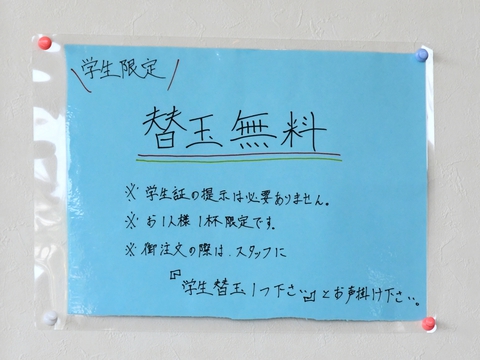 学生限定
替玉無料
※ 学生証の提示は必要ありません。
※ お1人様1杯限定です。
※ 御注文の際は、スタッフに
『学生替玉1つ下さい』とお声掛け下さい。